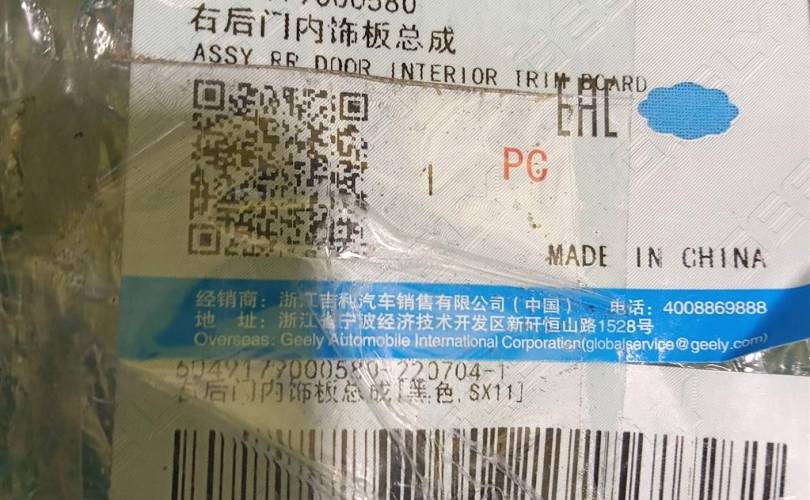 右后门内饰板总成
ASSY RR DOOR INTERIOR TRIM BOARD
EAC
1 PC
MADE IN CHINA
经销商：浙江吉利汽车销售有限公司（中国） 电话：4008869888
地 址：浙江省宁波经济技术开发区新矸恒山路1528号
Overseas: Geely Automobile International Corporation(globalservice@geely.com)
6049179000580-220704-1
右后门内饰板总成[黑色,SX11]